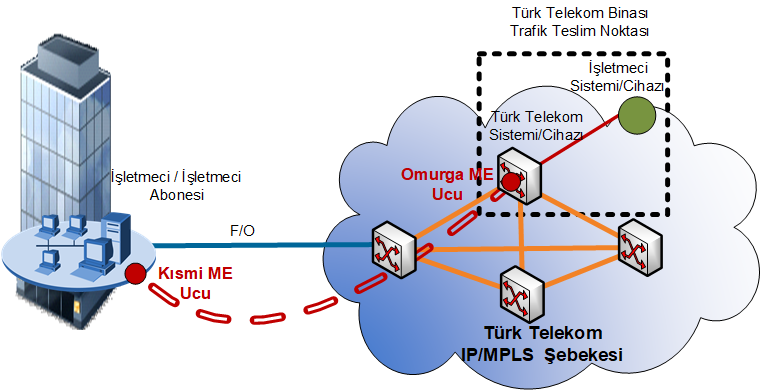 Türk Telekom Binası
Trafik Teslim Noktası
İşletmeci
Sistemi/Cihazı
Türk Telekom
Sistemi/Cihazı
İşletmeci / İşletmeci
Abonesi
Omurga ME
Ucu
F/O
Kısmi ME
Ucu
Türk Telekom
IP/MPLS Şebekesi